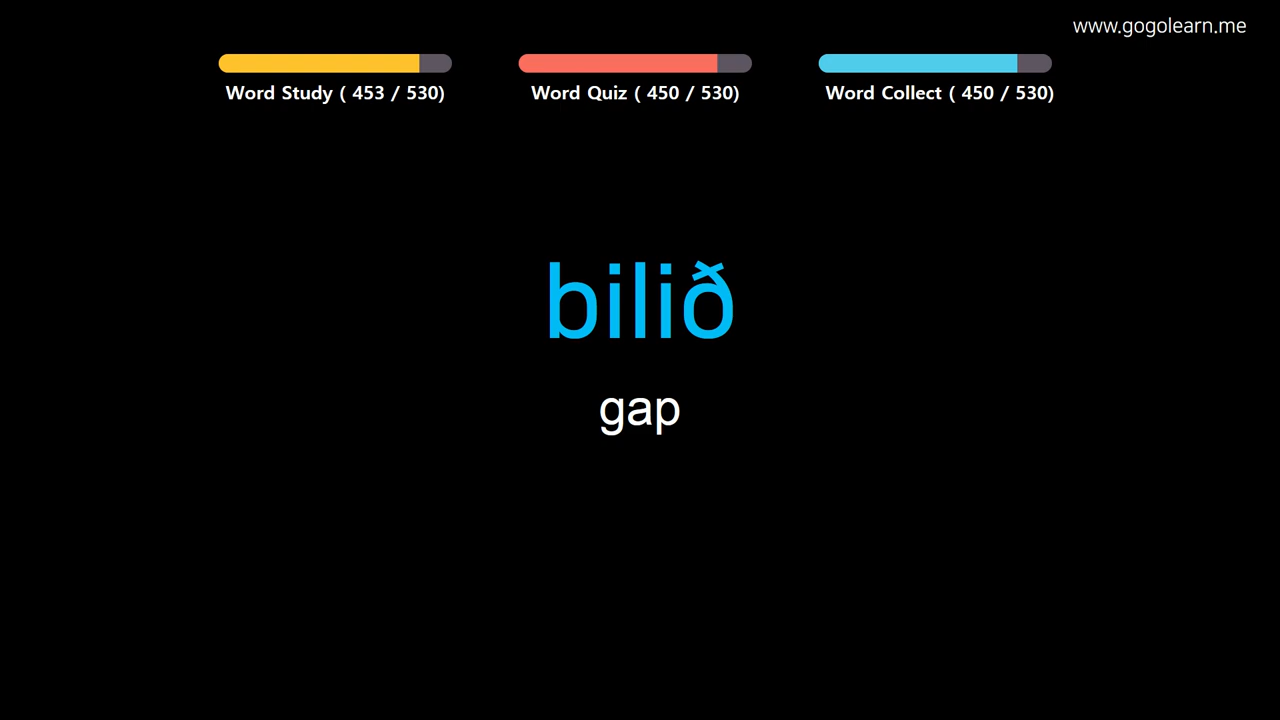 www.gogolearn.me
Word Study ( 453 / 530)
Word Quiz ( 450 / 530)
Word Collect ( 450 / 530)
bilið
gap